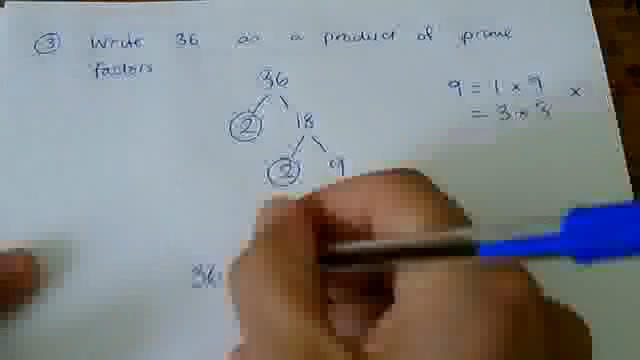 3 Write 36 as a product of prime
factors
36
2 18
2 9
9 = 1 × 9 ×
= 3 × 3
36